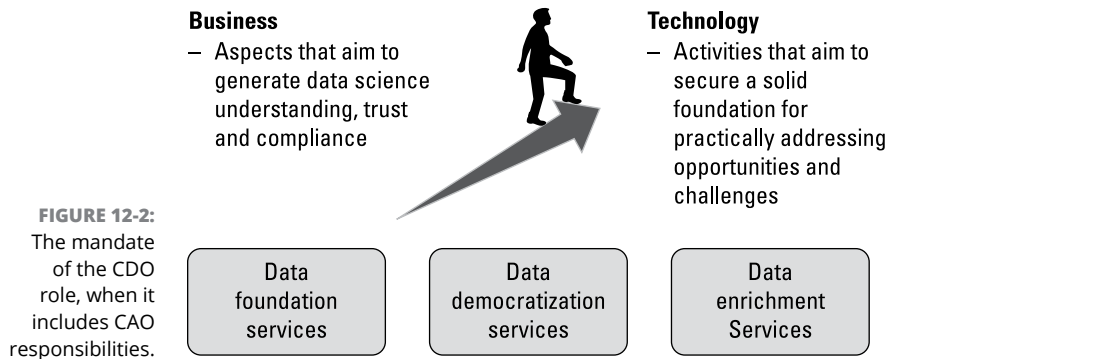 Business
– Aspects that aim to
generate data science
understanding, trust
and compliance
Technology
– Activities that aim to
secure a solid
foundation for
practically addressing
opportunities and
challenges
FIGURE 12-2:
The mandate
of the CDO
role, when it
includes CAO
responsibilities.
Data
foundation
services
Data
democratization
services
Data
enrichment
Services